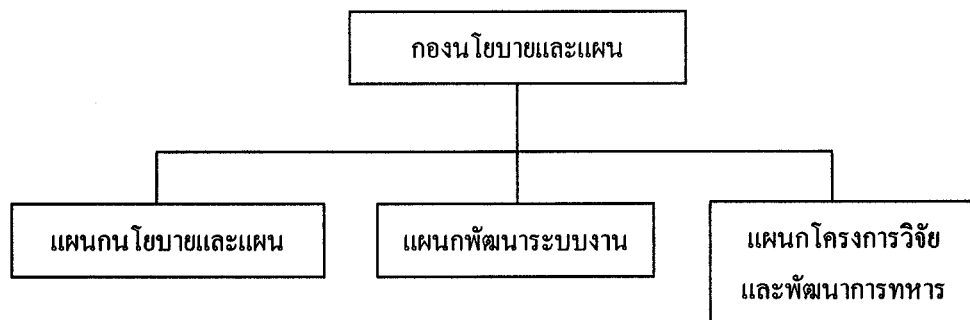 กองนโยบายและแผน
แผนกนโยบายและแผน
แผนกพัฒนาระบบงาน
แผนกโครงการวิจัย
และพัฒนาการทหาร